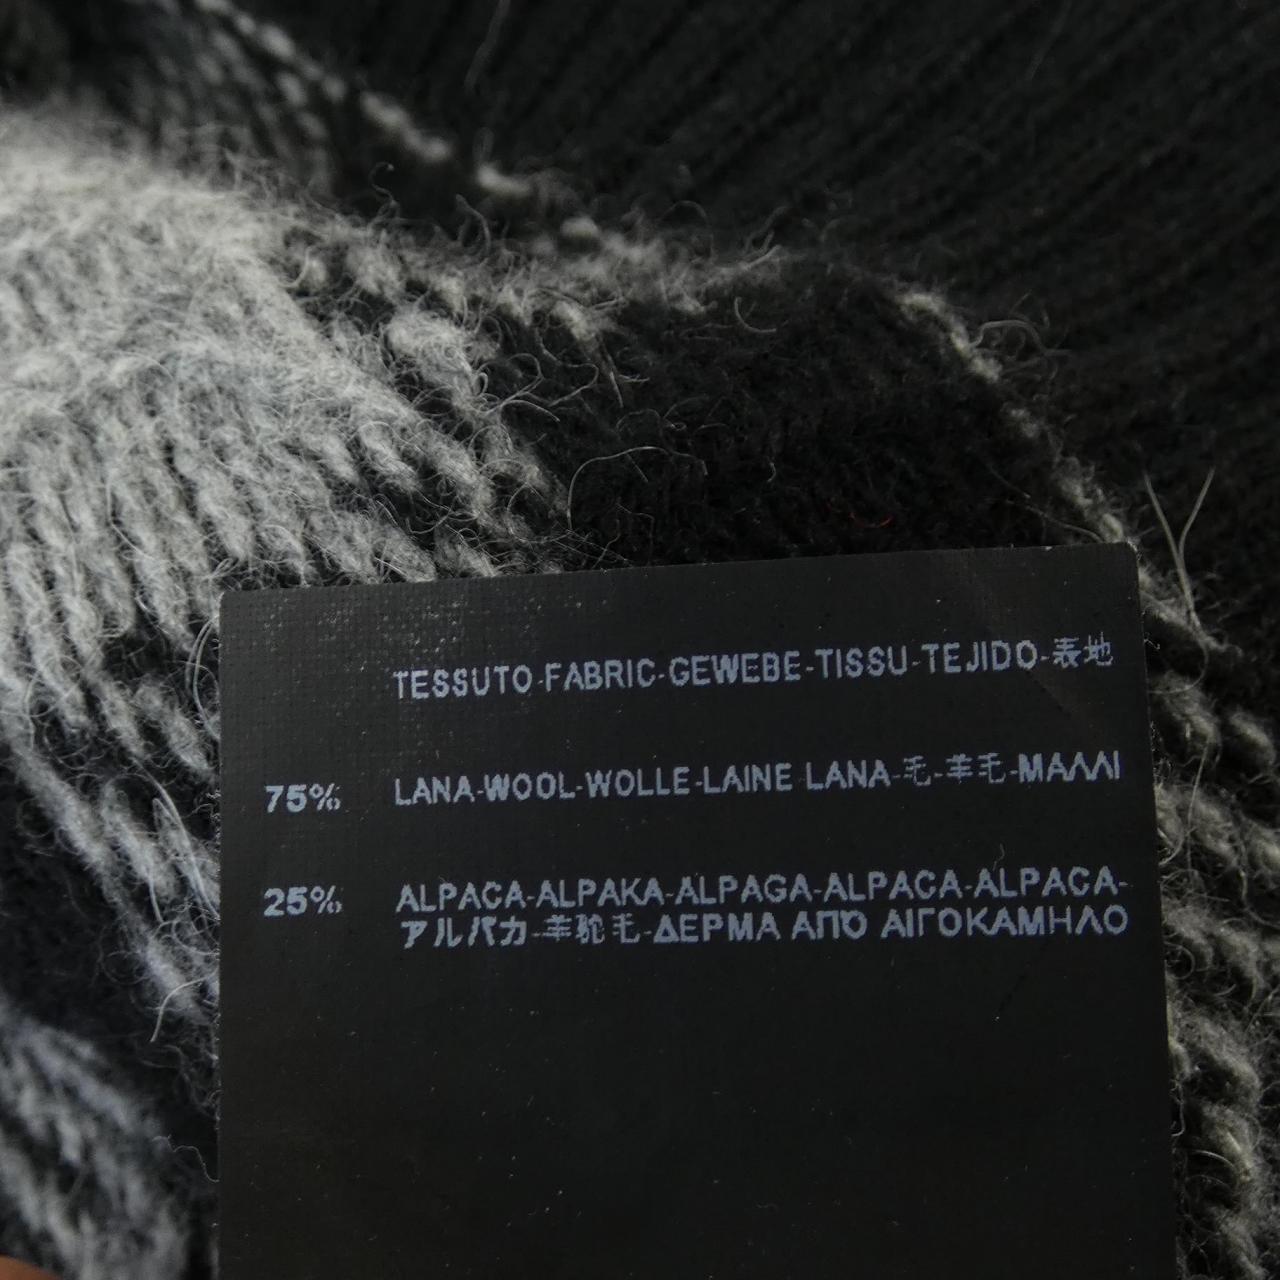 TESSUTO-FABRIC-GEWEBE-TISSU-TEJIDO-表地
75% LANA-WOOL-WOLLE-LAINE LANA-毛-羊毛-ΜΑΛΛΙ
25% ALPACA-ALPAKA-ALPAGA-ALPACA-ALPACA-
アルパカ-羊驼毛-ΔΕΡΜΑ ΑΠΌ ΑΙΓΟΚΑΜΗΛΟ